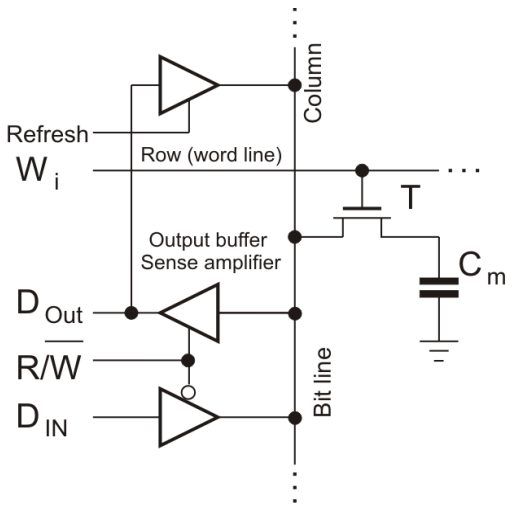 Column
Refresh
Row (word line)
W i
T
Output buffer
Sense amplifier
C m
D Out
R/W̅
Bit line
D IN